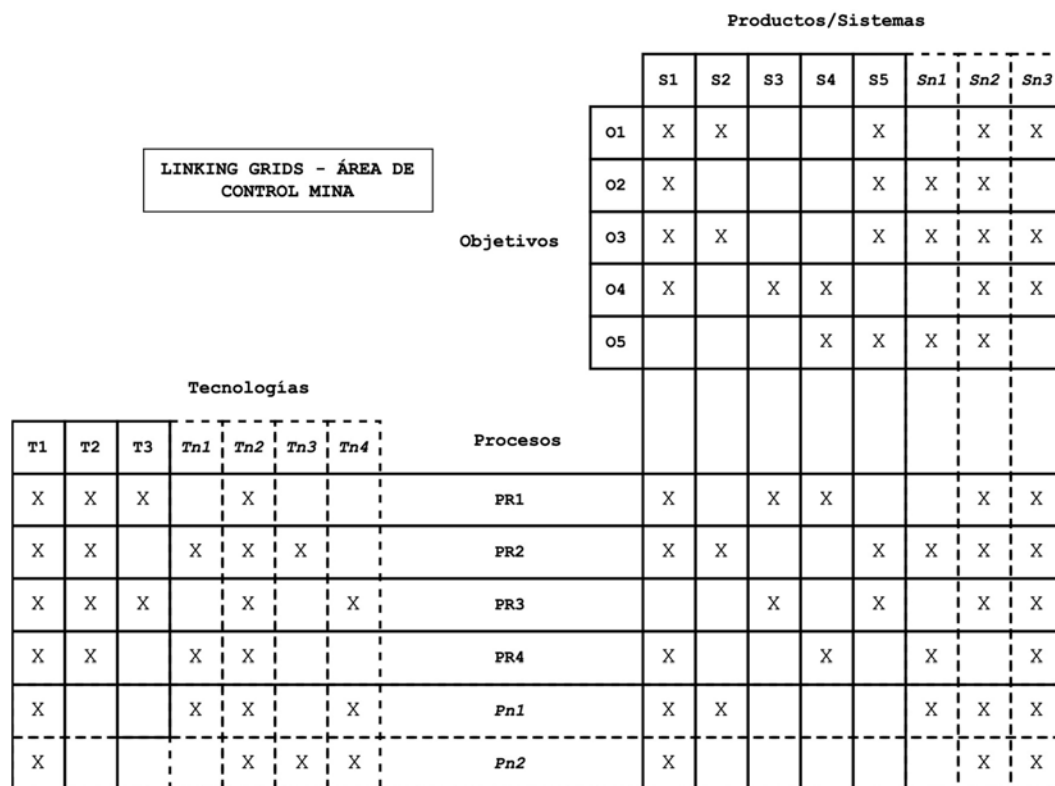 Productos/Sistemas
S1 S2 S3 S4 S5 Sn1 Sn2 Sn3
O1 X X X X X
LINKING GRIDS - ÁREA DE
CONTROL MINA
O2 X X X X
Objetivos
O3 X X X X X X
O4 X X X X X
O5 X X X X
Tecnologías
T1 T2 T3 Tn1 Tn2 Tn3 Tn4 Procesos
X X X X PR1 X X X X X
X X X X X PR2 X X X X X X
X X X X X PR3 X X X X
X X X X PR4 X X X X
X X X X Pn1 X X X X X
X X X X Pn2 X X X